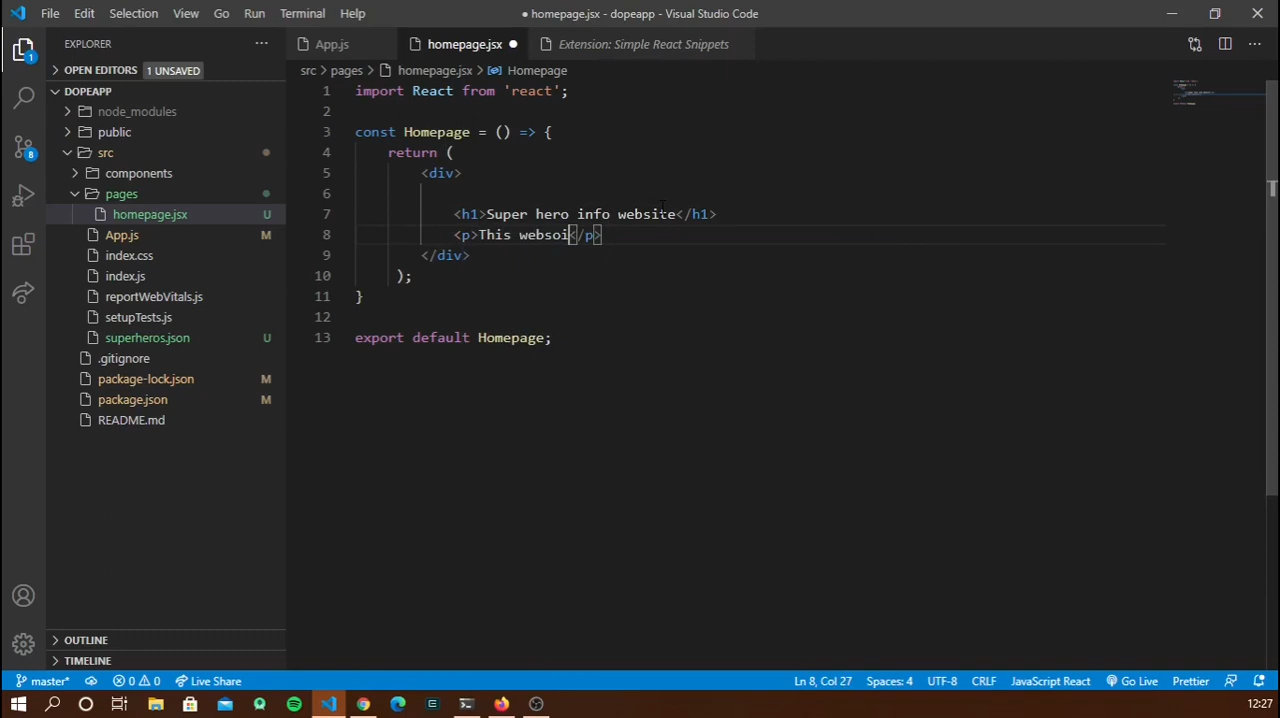 File Edit Selection View Go Run Terminal Help
● homepage.jsx - dopeapp - Visual Studio Code
EXPLORER
App.js
homepage.jsx
Extension: Simple React Snippets
OPEN EDITORS 1 UNSAVED
src > pages > homepage.jsx > Homepage
DOPEAPP
node_modules
public
src
components
pages
homepage.jsx U
App.js
index.css
index.js
reportWebVitals.js
setupTests.js
superheros.json U
.gitignore
package-lock.json M
package.json M
README.md
OUTLINE
TIMELINE
1
8
1 import React from 'react';
2
3 const Homepage = () => {
4 return (
5 <div>
6
7 <h1>Super hero info website</h1>
8 <p>This websoi</p>
9 </div>
10 );
11 }
12
13 export default Homepage;
master* 0 0 Live Share
Ln 8, Col 27 Spaces: 4 UTF-8 CRLF JavaScript React Go Live Prettier
12:27